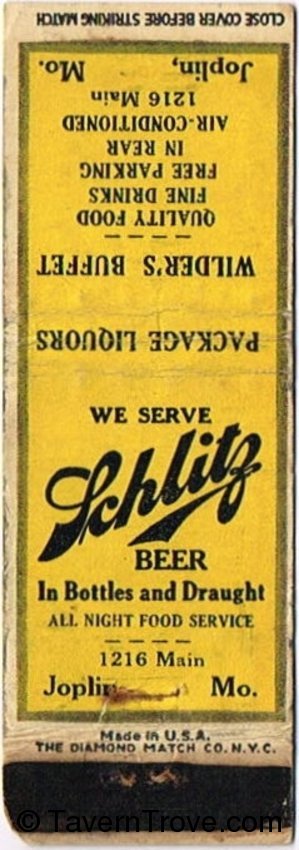 CLOSE COVER BEFORE STRIKING MATCH
PACKAGE LIQUORS
WILDER'S BUFFET
QUALITY FOOD
FINE DRINKS
FREE PARKING
IN REAR
AIR-CONDITIONED
1216 Main
Joplin, Mo.
WE SERVE
Schlitz
BEER
In Bottles and Draught
ALL NIGHT FOOD SERVICE
1216 Main
Joplin Mo.
Made in U.S.A.
THE DIAMOND MATCH CO. N.Y.C.
© TavernTrove.com